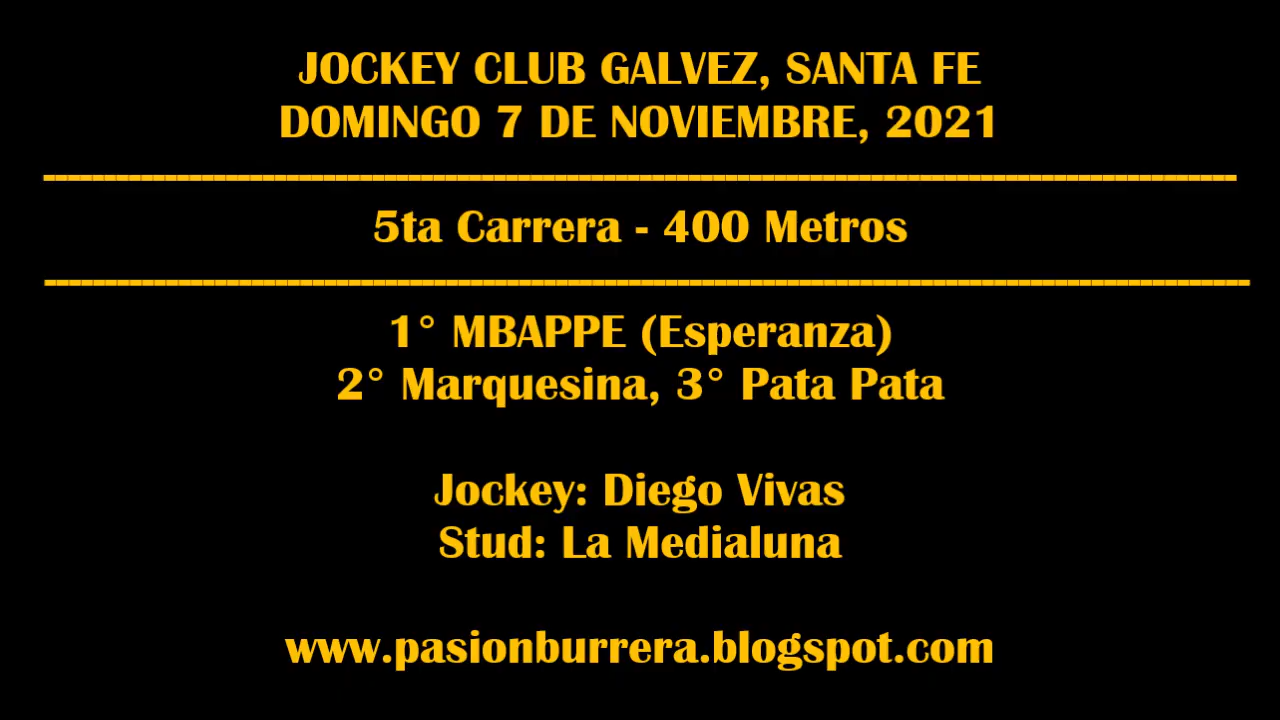 JOCKEY CLUB GALVEZ, SANTA FE
DOMINGO 7 DE NOVIEMBRE, 2021
5ta Carrera - 400 Metros
1° MBAPPE (Esperanza)
2° Marquesina, 3° Pata Pata
Jockey: Diego Vivas
Stud: La Medialuna
www.pasionburrera.blogspot.com